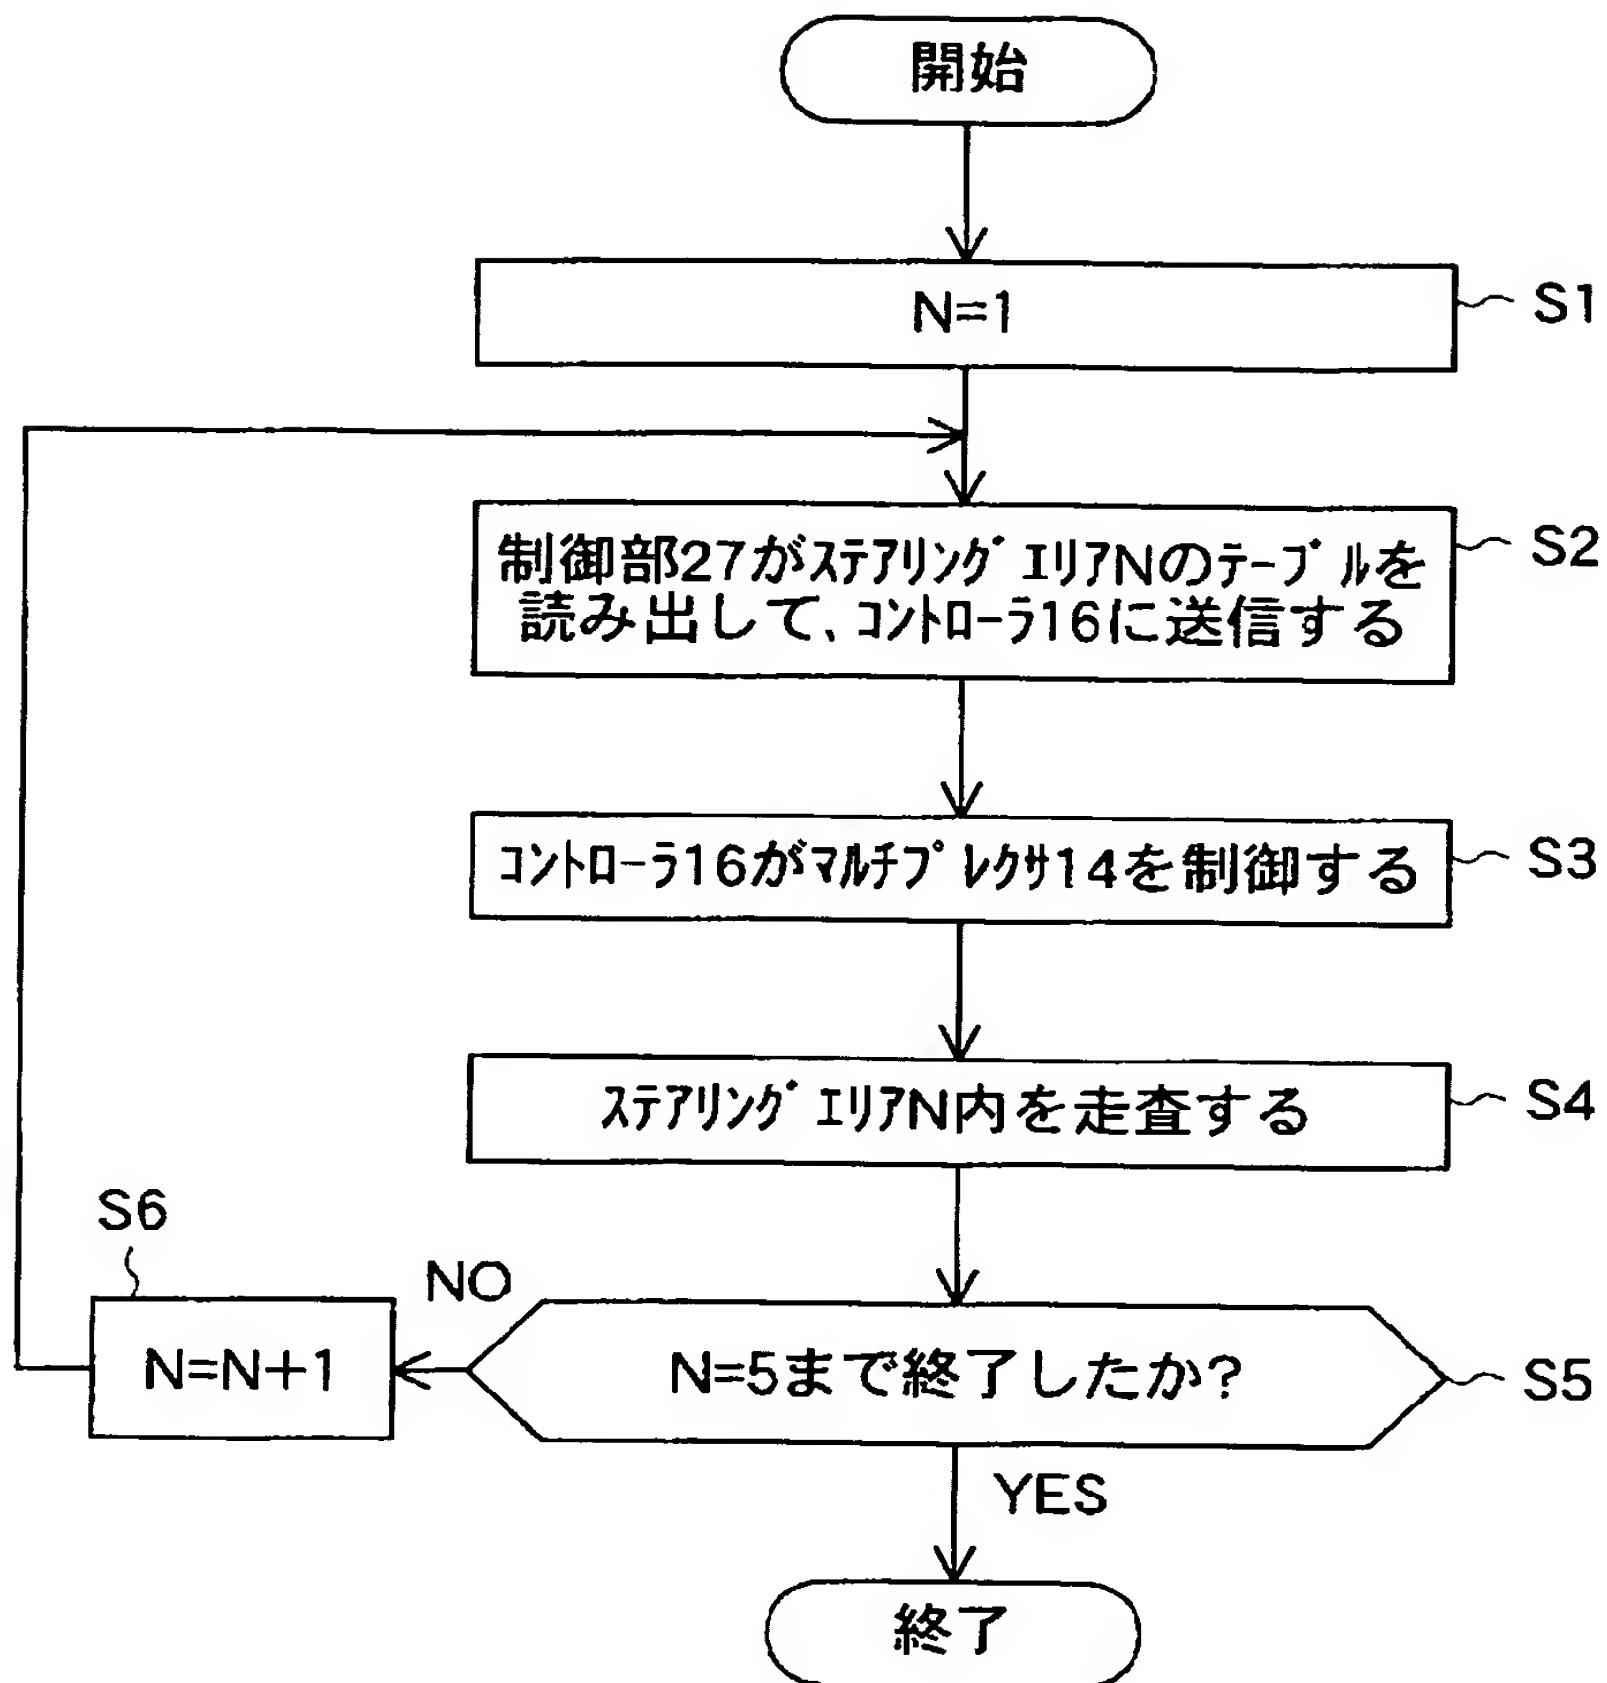 開始
N=1
S1
制御部27がｽﾃｱﾘﾝｸﾞｴﾘｱNのﾃｰﾌﾞﾙを
読み出して､ｺﾝﾄﾛｰﾗ16に送信する
S2
ｺﾝﾄﾛｰﾗ16がﾏﾙﾁﾌﾟﾚｸｻ14を制御する
S3
ｽﾃｱﾘﾝｸﾞｴﾘｱN内を走査する
S4
S6
NO
N=N+1
N=5まで終了したか?
S5
YES
終了